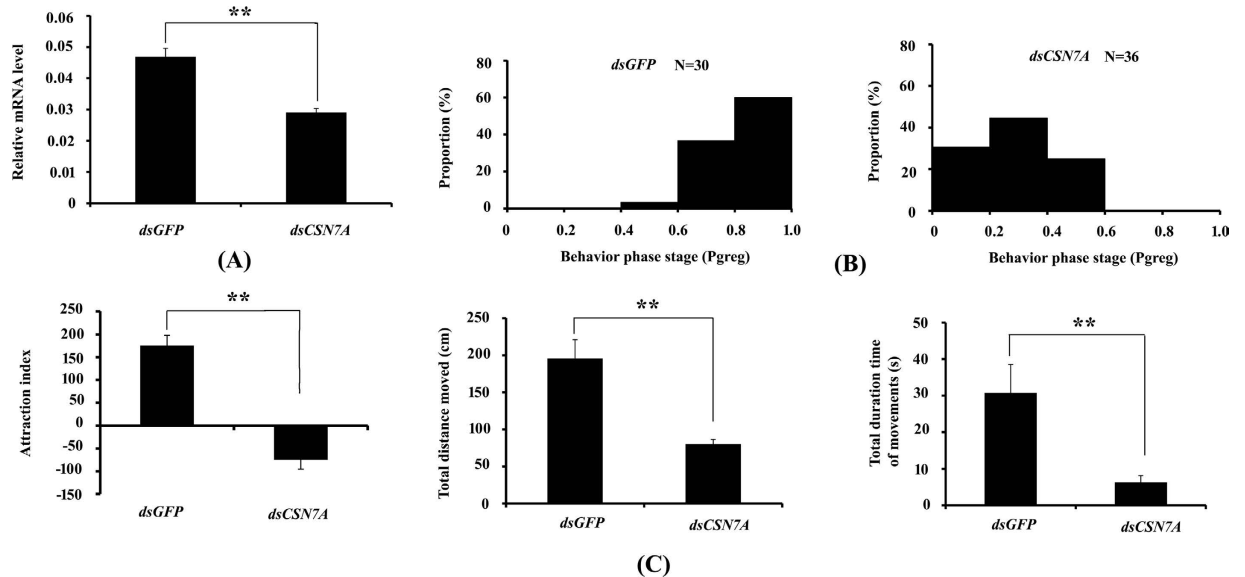 0.06
0.05
0.04
0.03
0.02
0.01
0
Relative mRNA level
**
dsGFP
dsCSN7A
(A)
dsGFP N=30
80
60
40
20
0
Proportion (%)
0
0.2
0.4
0.6
0.8
1.0
Behavior phase stage (Pgreg)
dsCSN7A N=36
80
60
40
20
0
Proportion (%)
0
0.2
0.4
0.6
0.8
1.0
Behavior phase stage (Pgreg)
(B)
250
200
150
100
50
0
-50
-100
-150
Attraction index
**
dsGFP
dsCSN7A
250
200
150
100
50
0
Total distance moved (cm)
**
dsGFP
dsCSN7A
50
40
30
20
10
0
Total duration time
of movements (s)
**
dsGFP
dsCSN7A
(C)